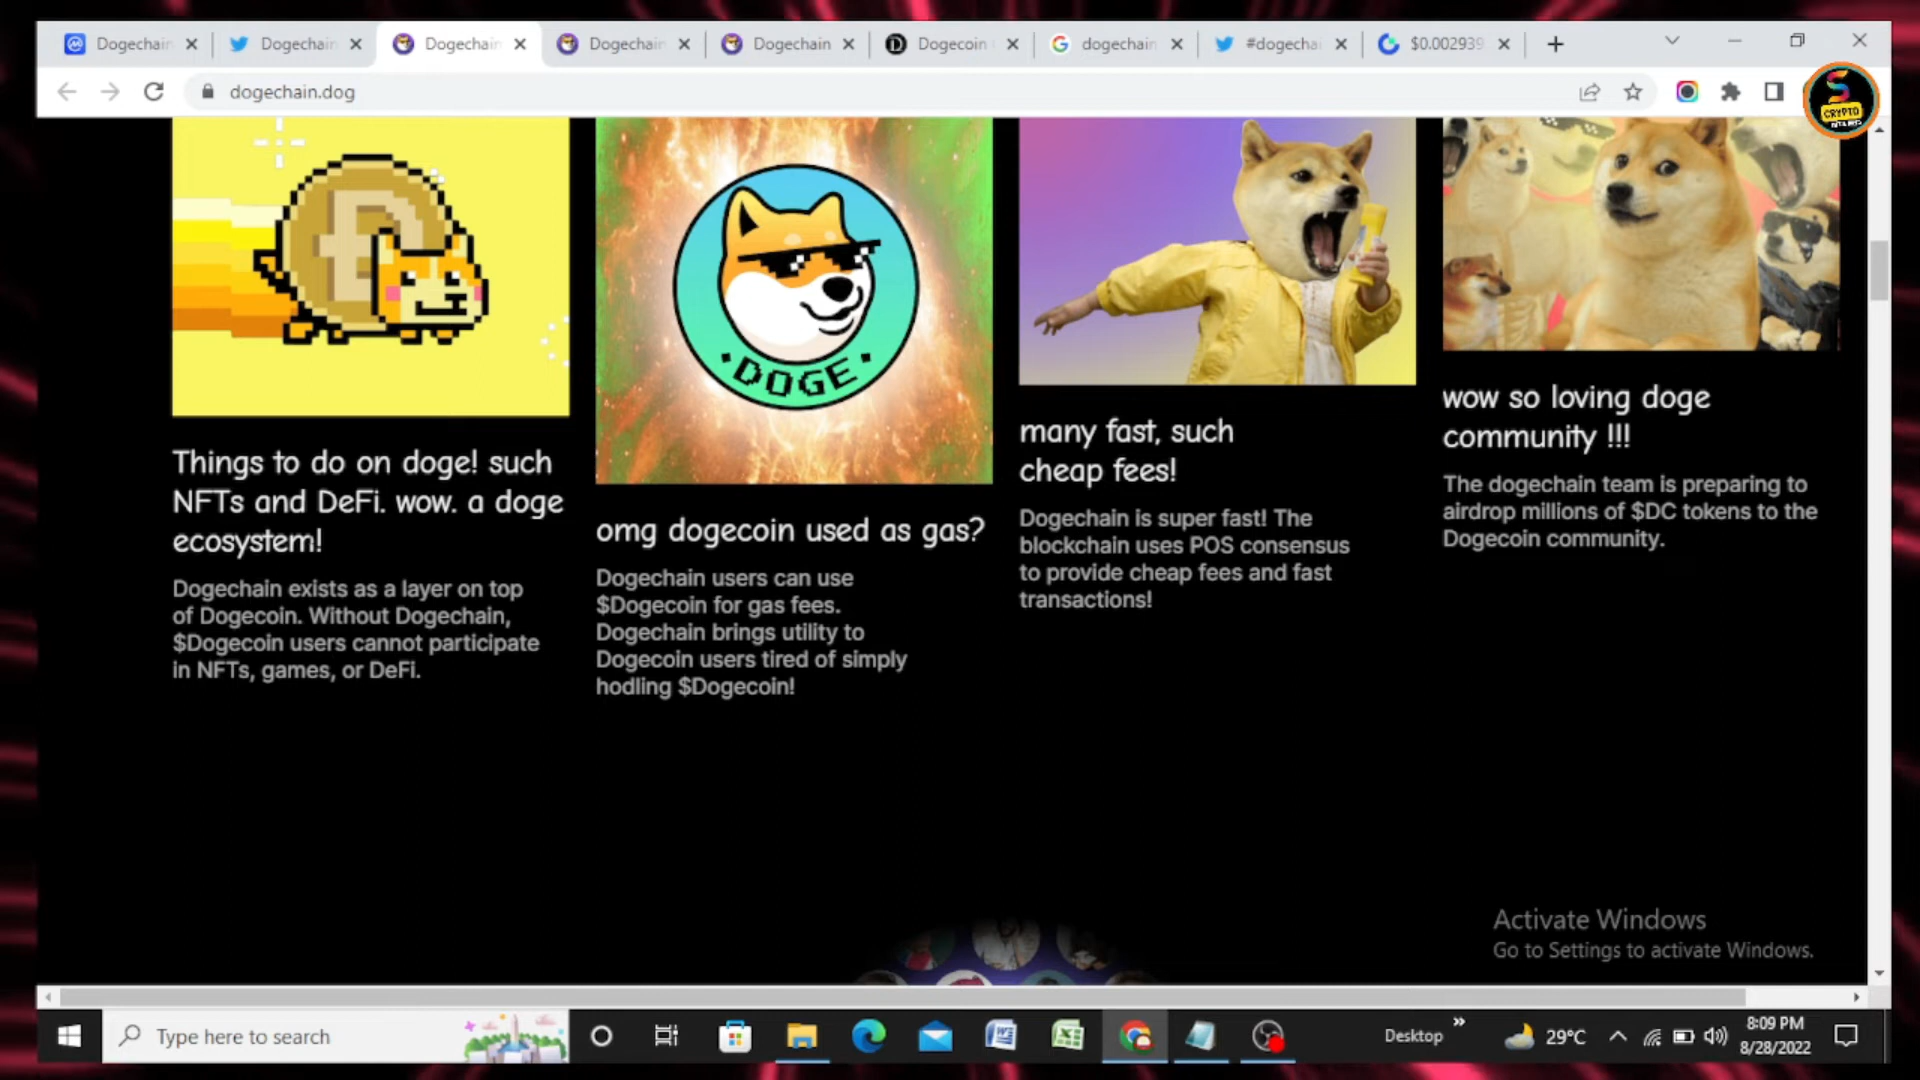 Dogechain
Dogechain
Dogechain
Dogechain
Dogechain
Dogecoin
dogechain
#dogecha
$0.002939
dogechain.dog
CRYPTO
DOGE
Things to do on doge! such
NFTs and DeFi. wow. a doge
ecosystem!
Dogechain exists as a layer on top
of Dogecoin. Without Dogechain,
$Dogecoin users cannot participate
in NFTs, games, or DeFi.
omg dogecoin used as gas?
Dogechain users can use
$Dogecoin for gas fees.
Dogechain brings utility to
Dogecoin users tired of simply
hodling $Dogecoin!
many fast, such
cheap fees!
Dogechain is super fast! The
blockchain uses POS consensus
to provide cheap fees and fast
transactions!
wow so loving doge
community !!!
The dogechain team is preparing to
airdrop millions of $DC tokens to the
Dogecoin community.
Activate Windows
Go to Settings to activate Windows.
Type here to search
Desktop
29°C
8:09 PM
8/28/2022